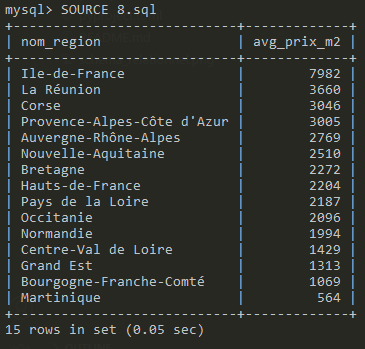 mysql> SOURCE 8.sql
+----------------------------+-------------+
| nom_region                 | avg_prix_m2 |
+----------------------------+-------------+
| Ile-de-France              |        7982 |
| La Réunion                 |        3660 |
| Corse                      |        3046 |
| Provence-Alpes-Côte d'Azur |        3005 |
| Auvergne-Rhône-Alpes       |        2769 |
| Nouvelle-Aquitaine         |        2510 |
| Bretagne                   |        2272 |
| Hauts-de-France            |        2204 |
| Pays de la Loire           |        2187 |
| Occitanie                  |        2096 |
| Normandie                  |        1994 |
| Centre-Val de Loire        |        1429 |
| Grand Est                  |        1313 |
| Bourgogne-Franche-Comté    |        1069 |
| Martinique                 |         564 |
+----------------------------+-------------+
15 rows in set (0.05 sec)